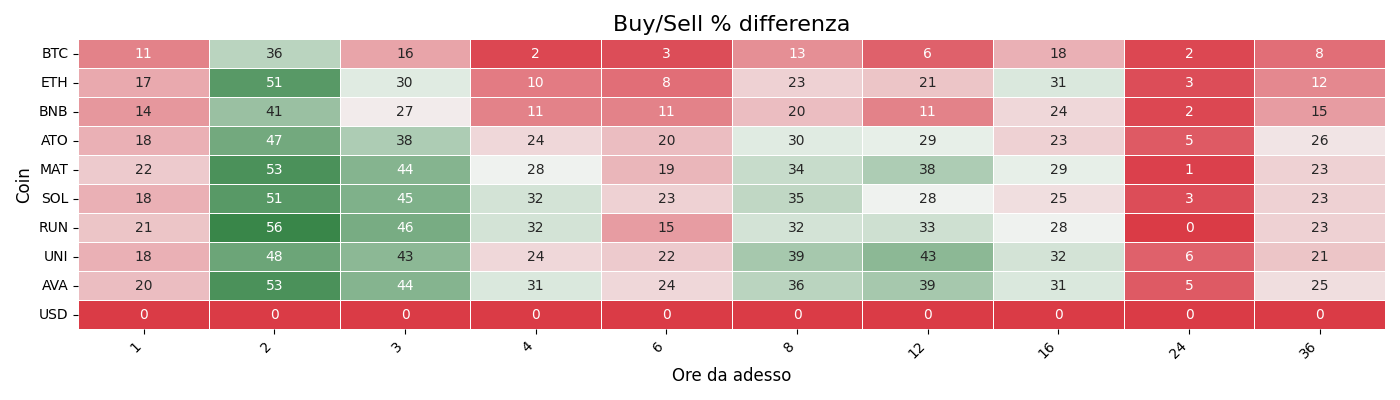 Buy/Sell % differenza
BTC 11 36 16 2 3 13 6 18 2 8
ETH 17 51 30 10 8 23 21 31 3 12
BNB 14 41 27 11 11 20 11 24 2 15
ATO 18 47 38 24 20 30 29 23 5 26
MAT 22 53 44 28 19 34 38 29 1 23
SOL 18 51 45 32 23 35 28 25 3 23
RUN 21 56 46 32 15 32 33 28 0 23
UNI 18 48 43 24 22 39 43 32 6 21
AVA 20 53 44 31 24 36 39 31 5 25
USD 0 0 0 0 0 0 0 0 0 0
Coin
1 2 3 4 6 8 12 16 24 36
Ore da adesso